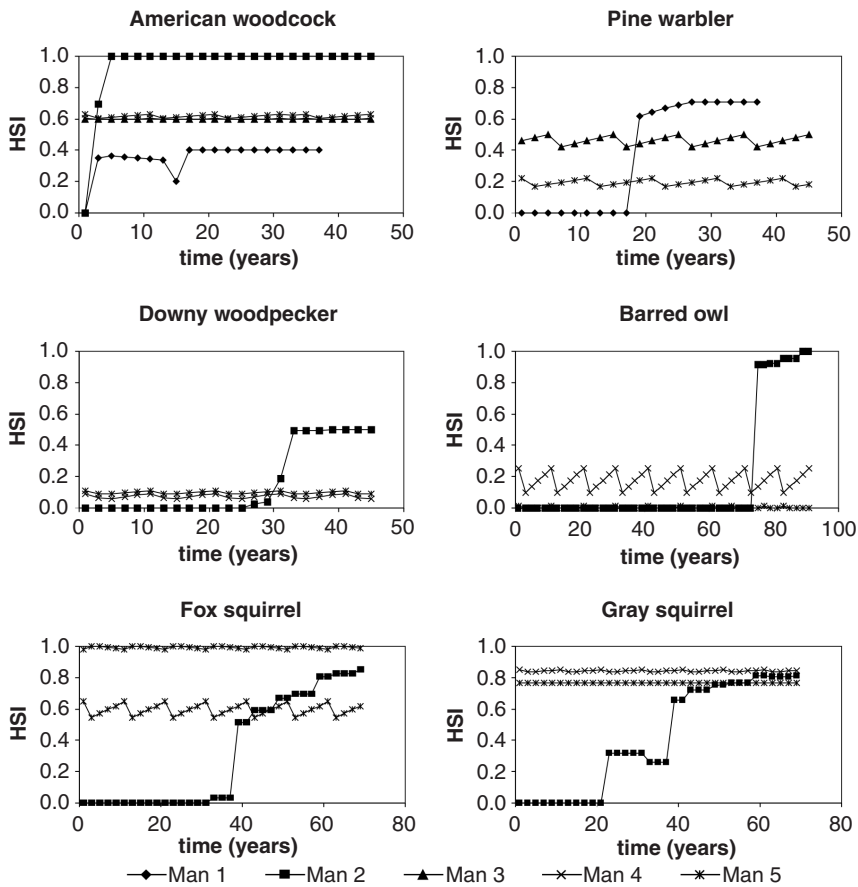 American woodcock
HSI
1.0
0.8
0.6
0.4
0.2
0.0
0 10 20 30 40 50
time (years)
Pine warbler
HSI
1.0
0.8
0.6
0.4
0.2
0.0
0 10 20 30 40 50
time (years)
Downy woodpecker
HSI
1.0
0.8
0.6
0.4
0.2
0.0
0 10 20 30 40 50
time (years)
Barred owl
HSI
1.0
0.8
0.6
0.4
0.2
0.0
0 20 40 60 80 100
time (years)
Fox squirrel
HSI
1.0
0.8
0.6
0.4
0.2
0.0
0 20 40 60 80
time (years)
Gray squirrel
HSI
1.0
0.8
0.6
0.4
0.2
0.0
0 20 40 60 80
time (years)
Man 1 Man 2 Man 3 Man 4 Man 5